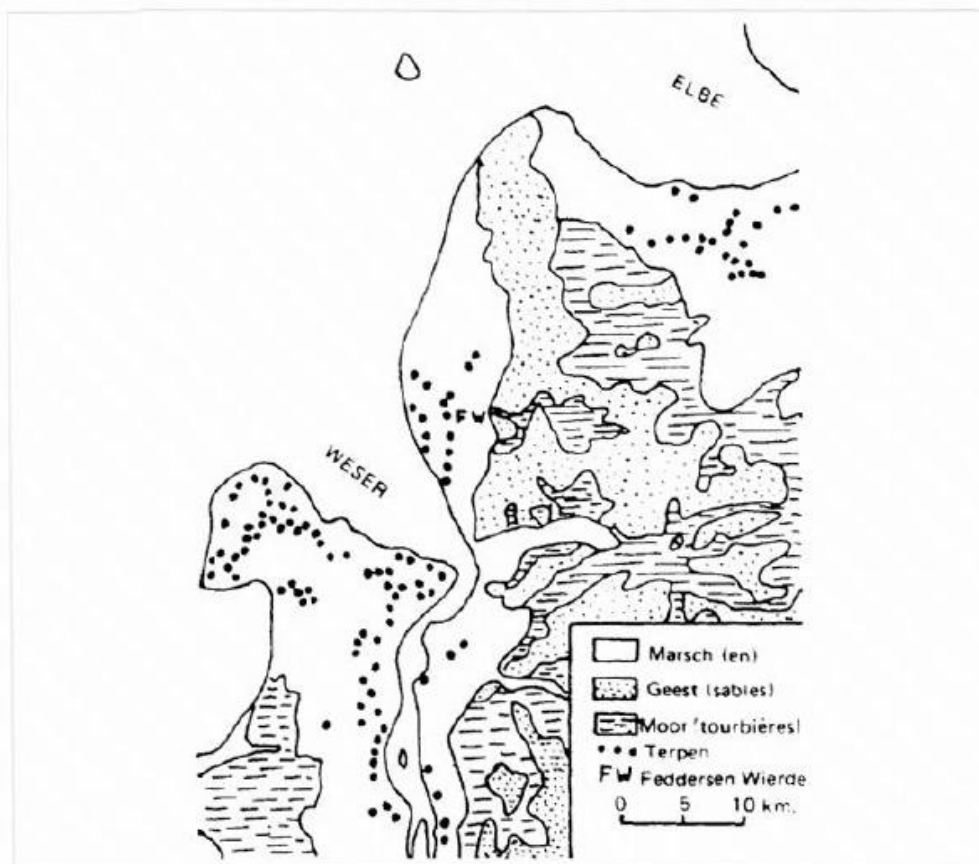 ELBE
FW
WESER
Marsch (en)
Geest (sables)
Moor (tourbières)
Terpen
FW Feddersen Wierde
0 5 10 km.